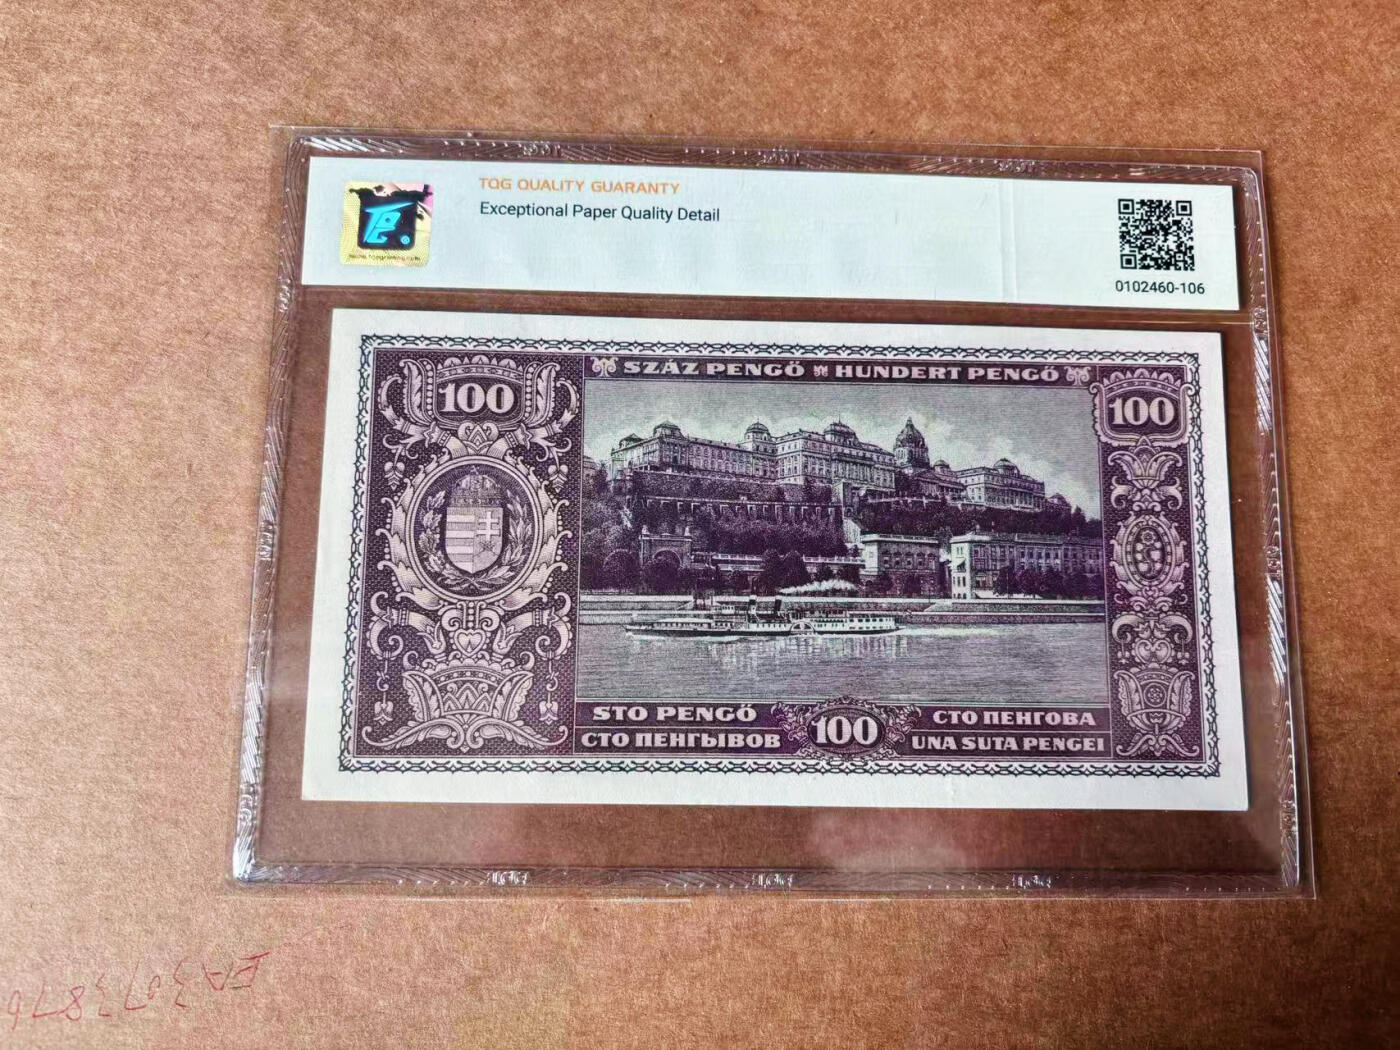 TQG QUALITY GUARANTY
Exceptional Paper Quality Detail
0102460-106
SZÁZ PENGŐ HUNDERT PENGŐ
100
100
STO PENGŐ
СТО ПЕНГЫВОВ
100
СТО ПЕНГОВА
UNA SUTA PENGEI